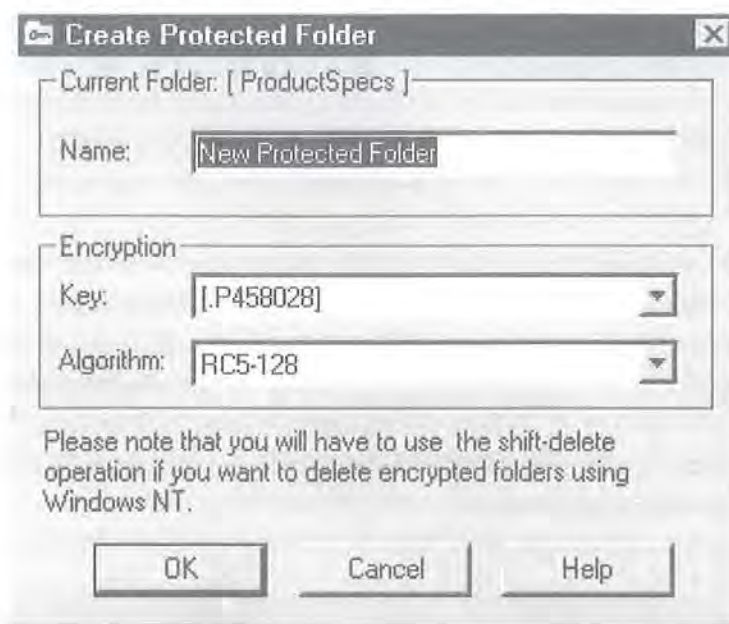 Create Protected Folder
Current Folder: [ ProductSpecs ]
Name: New Protected Folder
Encryption
Key: [.P458028]
Algorithm: RC5-128
Please note that you will have to use the shift-delete
operation if you want to delete encrypted folders using
Windows NT.
OK Cancel Help